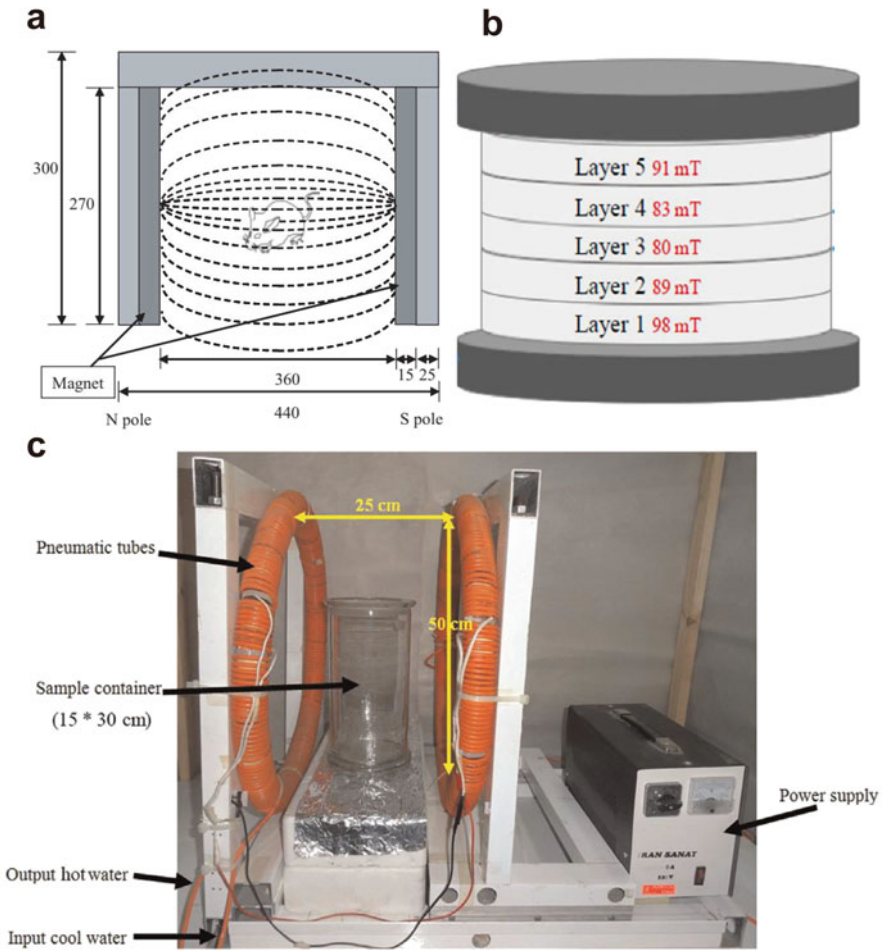 a
300
270
360
15
25
Magnet
440
N pole
S pole
b
Layer 5 91 mT
Layer 4 83 mT
Layer 3 80 mT
Layer 2 89 mT
Layer 1 98 mT
c
25 cm
Pneumatic tubes
50 cm
Sample container
(15 * 30 cm)
Power supply
SANAT
Output hot water
Input cool water